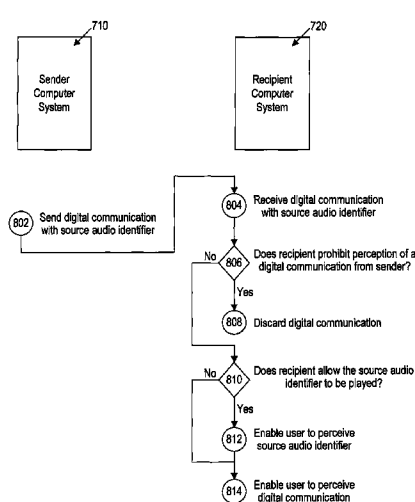 710
720
Sender
Computer
System
Recipient
Computer
System
802
Send digital communication
with source audio identifier
804
Receive digital communication
with source audio identifier
No
806
Does recipient prohibit perception of a
digital communication from sender?
Yes
808
Discard digital communication
No
810
Does recipient allow the source audio
identifier to be played?
Yes
812
Enable user to perceive
source audio identifier
814
Enable user to perceive
digital communication